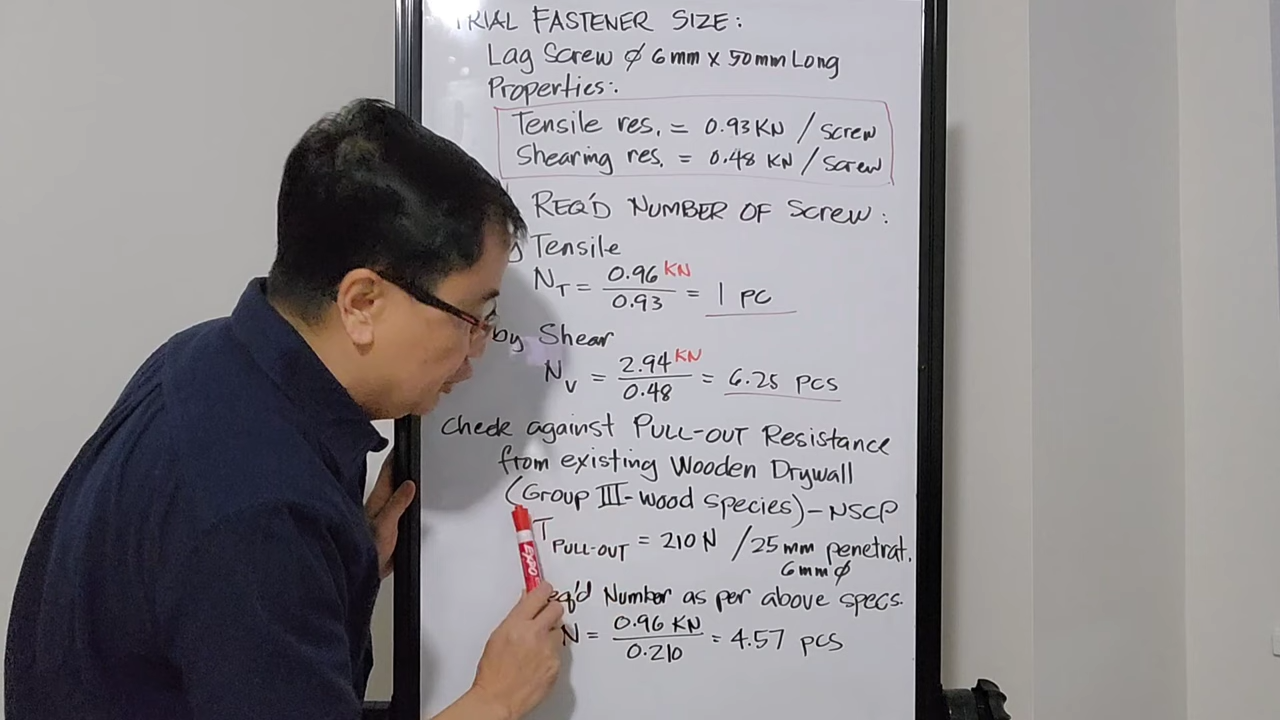 TRIAL FASTENER SIZE:
Lag Screw ϕ 6mm x 50mm Long
Properties:
Tensile res. = 0.93 KN / screw
Shearing res. = 0.48 KN / screw
REQ'D NUMBER OF SCREW:
Tensile
N_T = 0.96 KN / 0.93 = 1 PC
by Shear
N_V = 2.94 KN / 0.48 = 6.25 PCS
Check against PULL-OUT Resistance
from existing Wooden Drywall
(Group III-wood species) - NSCP
T PULL-OUT = 210 N / 25 mm penetrat.
6mm ϕ
Req'd Number as per above specs.
N = 0.96 KN / 0.210 = 4.57 pcs
EXPO